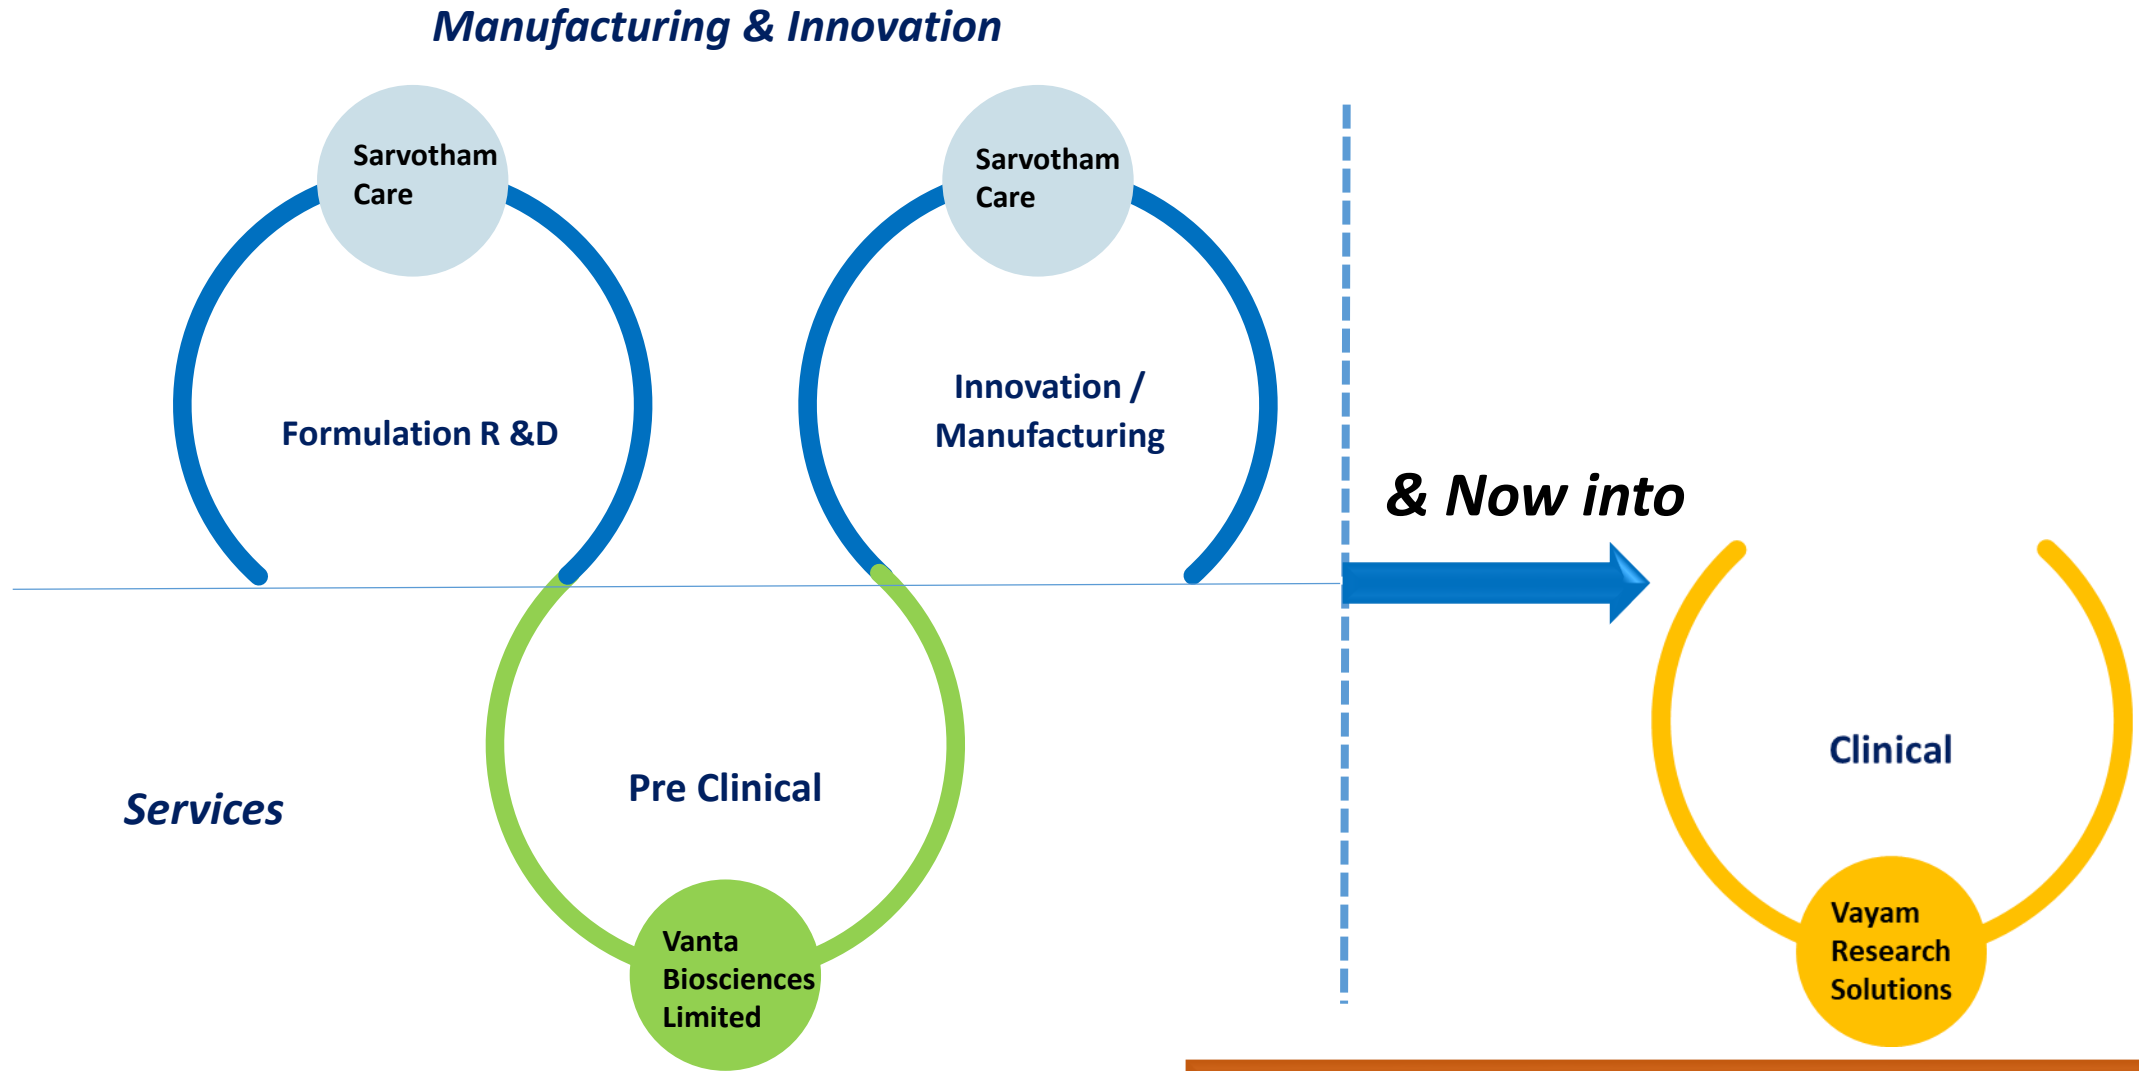 Manufacturing & Innovation
Sarvotham
Care
Sarvotham
Care
Formulation R &D
Innovation /
Manufacturing
& Now into
Services
Pre Clinical
Clinical
Vanta
Biosciences
Limited
Vayam
Research
Solutions